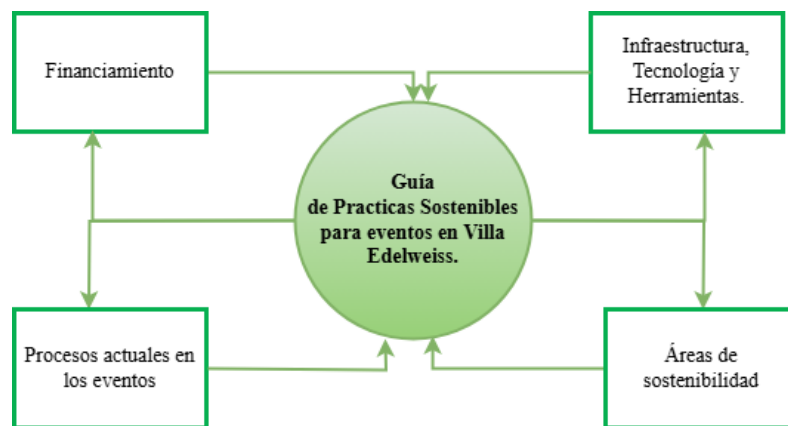 Financiamiento
Infraestructura,
Tecnología y
Herramientas.
Guía
de Practicas Sostenibles
para eventos en Villa
Edelweiss.
Procesos actuales en
los eventos
Áreas de
sostenibilidad